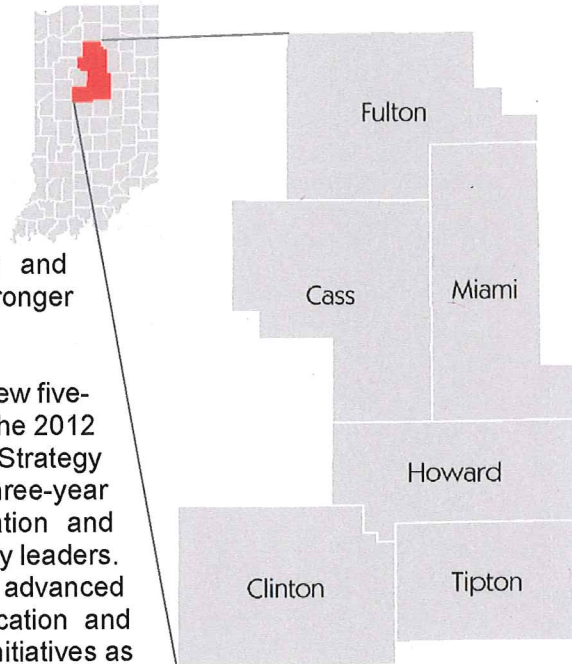 Fulton
and
ronger
Cass
Miami
ew five-
he 2012
Strategy
hree-year
ation and
y leaders.
advanced
cation and
nitiatives as
Howard
Clinton
Tipton